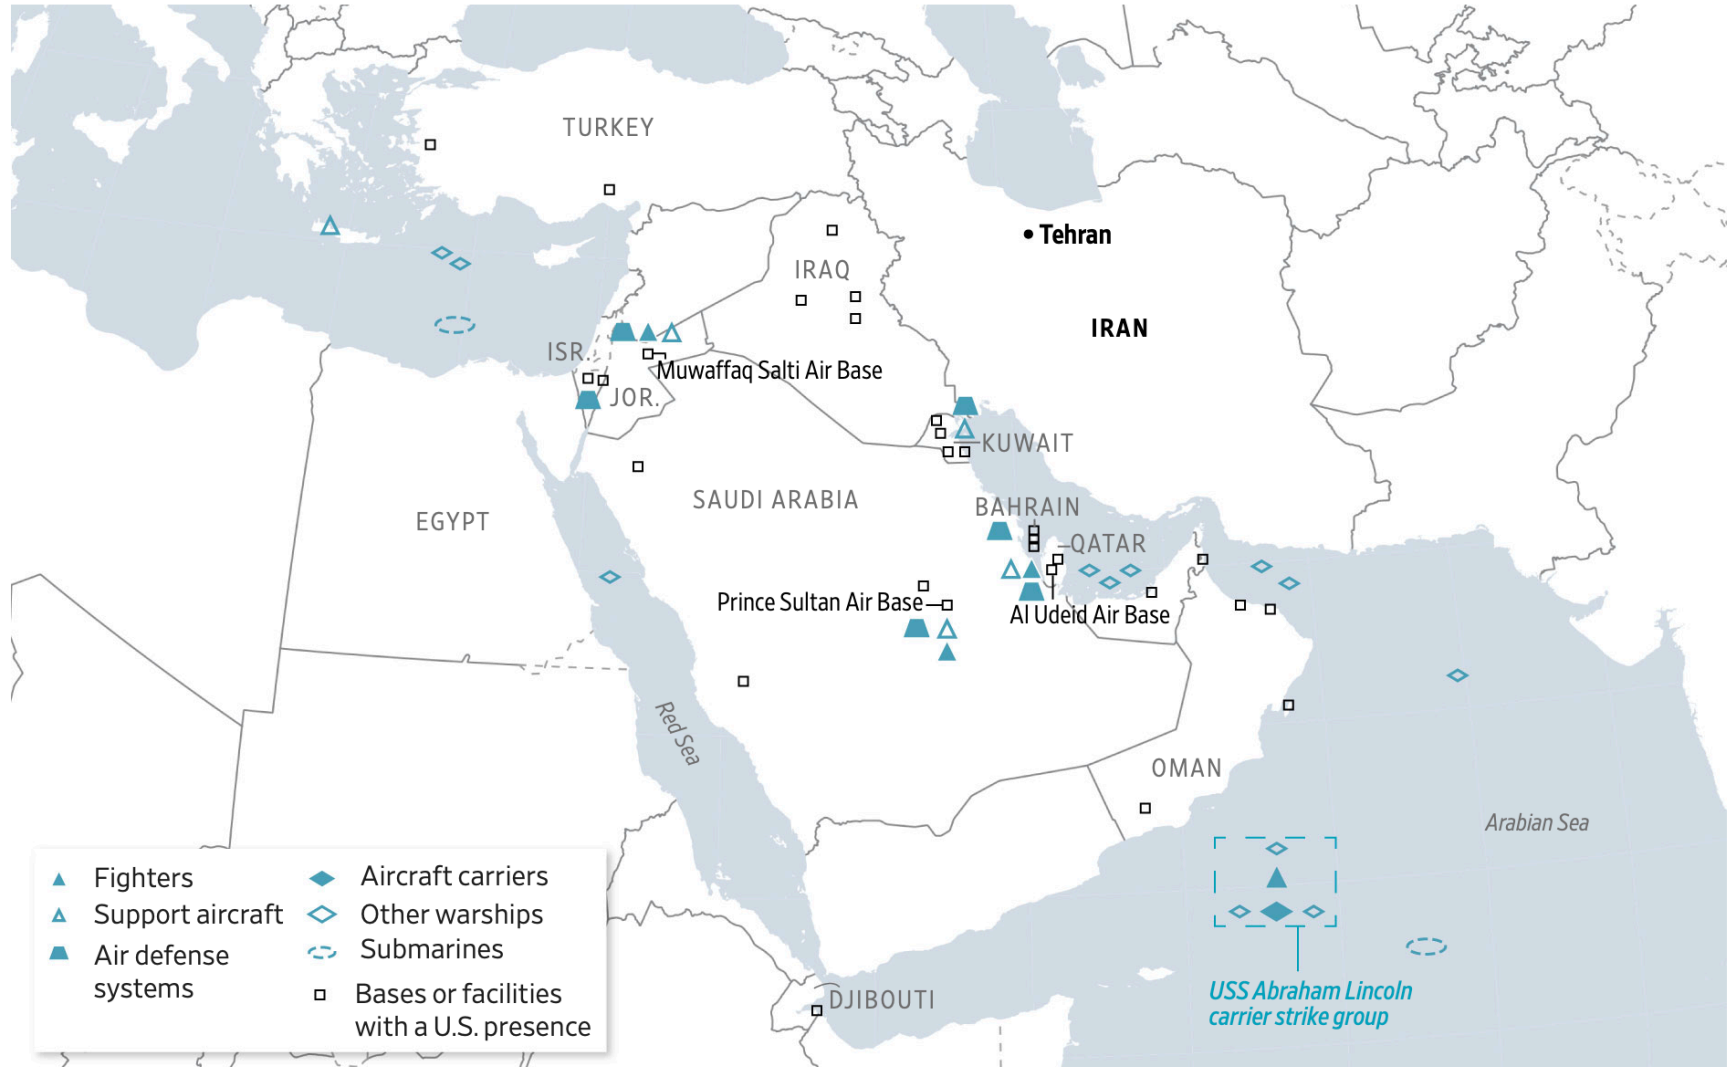 TURKEY
Tehran
IRAQ
IRAN
ISR.
Muwaffaq Salti Air Base
JOR.
KUWAIT
SAUDI ARABIA
BAHRAIN
EGYPT
QATAR
Prince Sultan Air Base
Al Udeid Air Base
Red Sea
OMAN
Arabian Sea
Fighters
Support aircraft
Air defense
systems
Aircraft carriers
Other warships
Submarines
Bases or facilities
with a U.S. presence
DJIBOUTI
USS Abraham Lincoln
carrier strike group